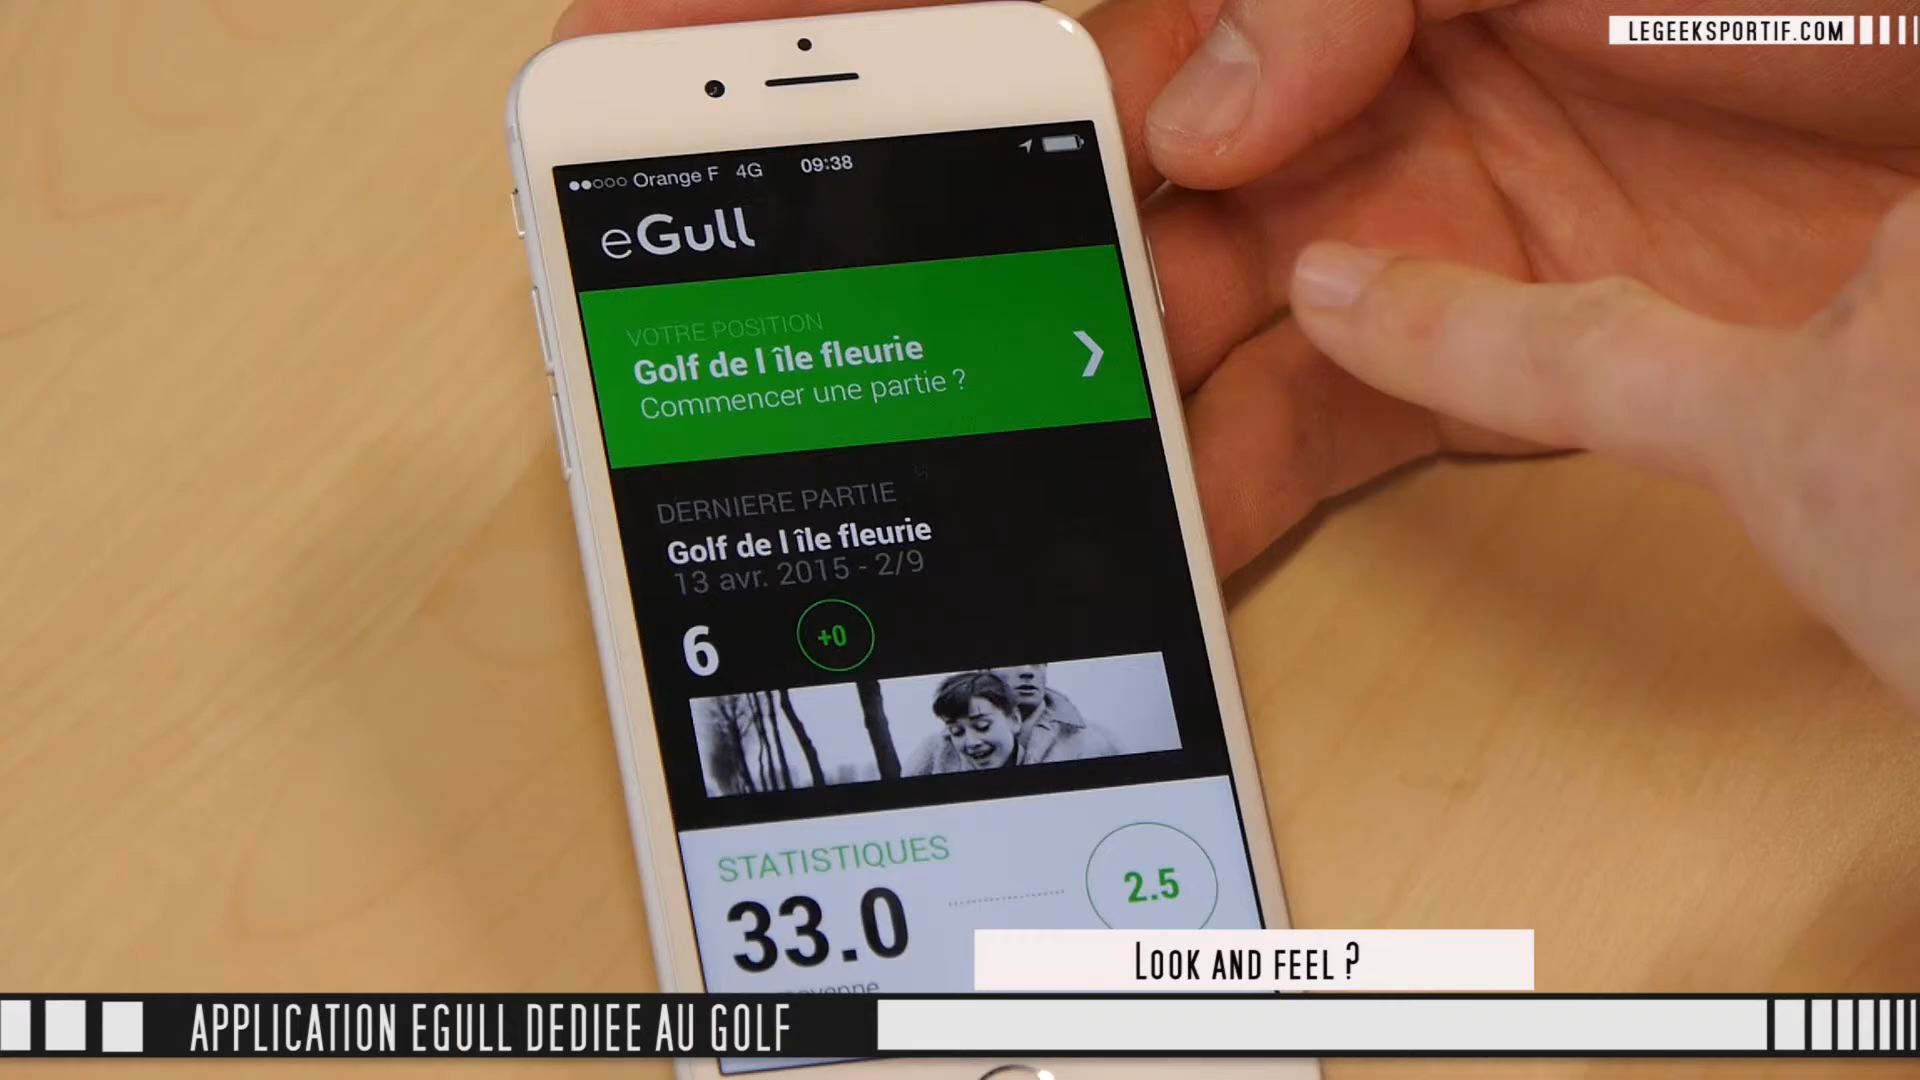 LEGEEKSPORTIF.COM
Orange F 4G 09:38
eGull
VOTRE POSITION
Golf de l île fleurie
Commencer une partie ?
DERNIERE PARTIE
Golf de l île fleurie
13 avr. 2015 - 2/9
6 +0
STATISTIQUES
33.0 2.5
LOOK AND FEEL ?
APPLICATION EGULL DEDIEE AU GOLF